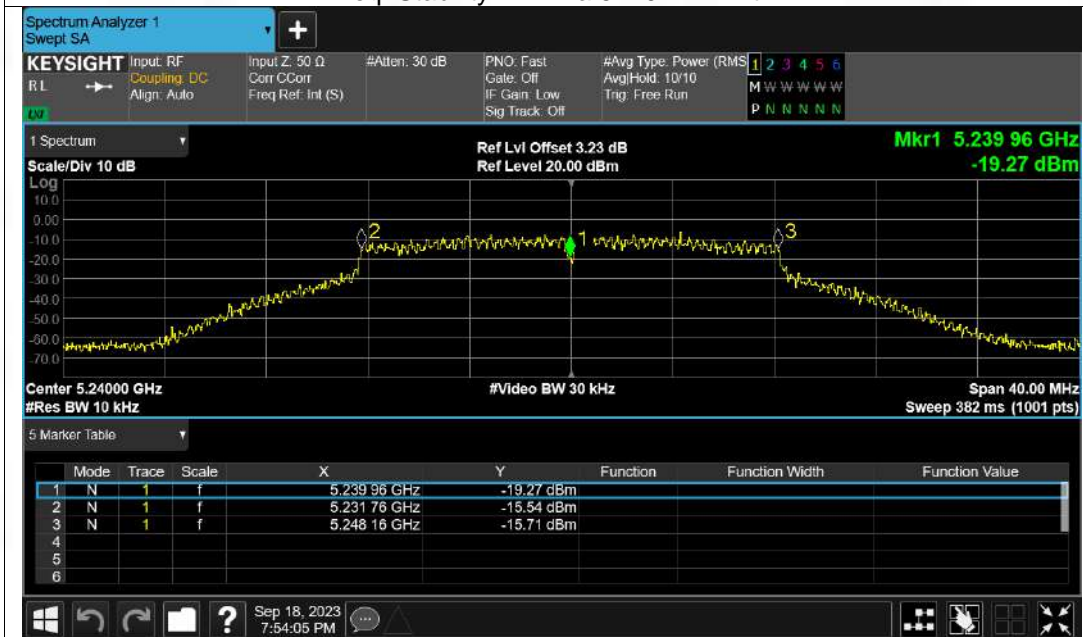 Spectrum Analyzer 1
Swept SA
+
KEYSIGHT
RL
LXI
Input: RF
Coupling: DC
Align: Auto
Input Z: 50 Ω
Corr CCorr
Freq Ref: Int (S)
#Atten: 30 dB
PNO: Fast
Gate: Off
IF Gain: Low
Sig Track: Off
#Avg Type: Power (RMS
Avg|Hold: 10/10
Trig: Free Run
1 2 3 4 5 6
M W W W W W
P N N N N N
1 Spectrum
Scale/Div 10 dB
Ref Lvl Offset 3.23 dB
Ref Level 20.00 dBm
Mkr1 5.239 96 GHz
-19.27 dBm
Log
10.0
0.00
-10.0
-20.0
-30.0
-40.0
-50.0
-60.0
-70.0
2
1
3
Center 5.24000 GHz
#Res BW 10 kHz
#Video BW 30 kHz
Span 40.00 MHz
Sweep 382 ms (1001 pts)
5 Marker Table
Mode Trace Scale X Y Function Function Width Function Value
1 N 1 f 5.239 96 GHz -19.27 dBm
2 N 1 f 5.231 76 GHz -15.54 dBm
3 N 1 f 5.248 16 GHz -15.71 dBm
4
5
6
?
Sep 18, 2023
7:54:05 PM